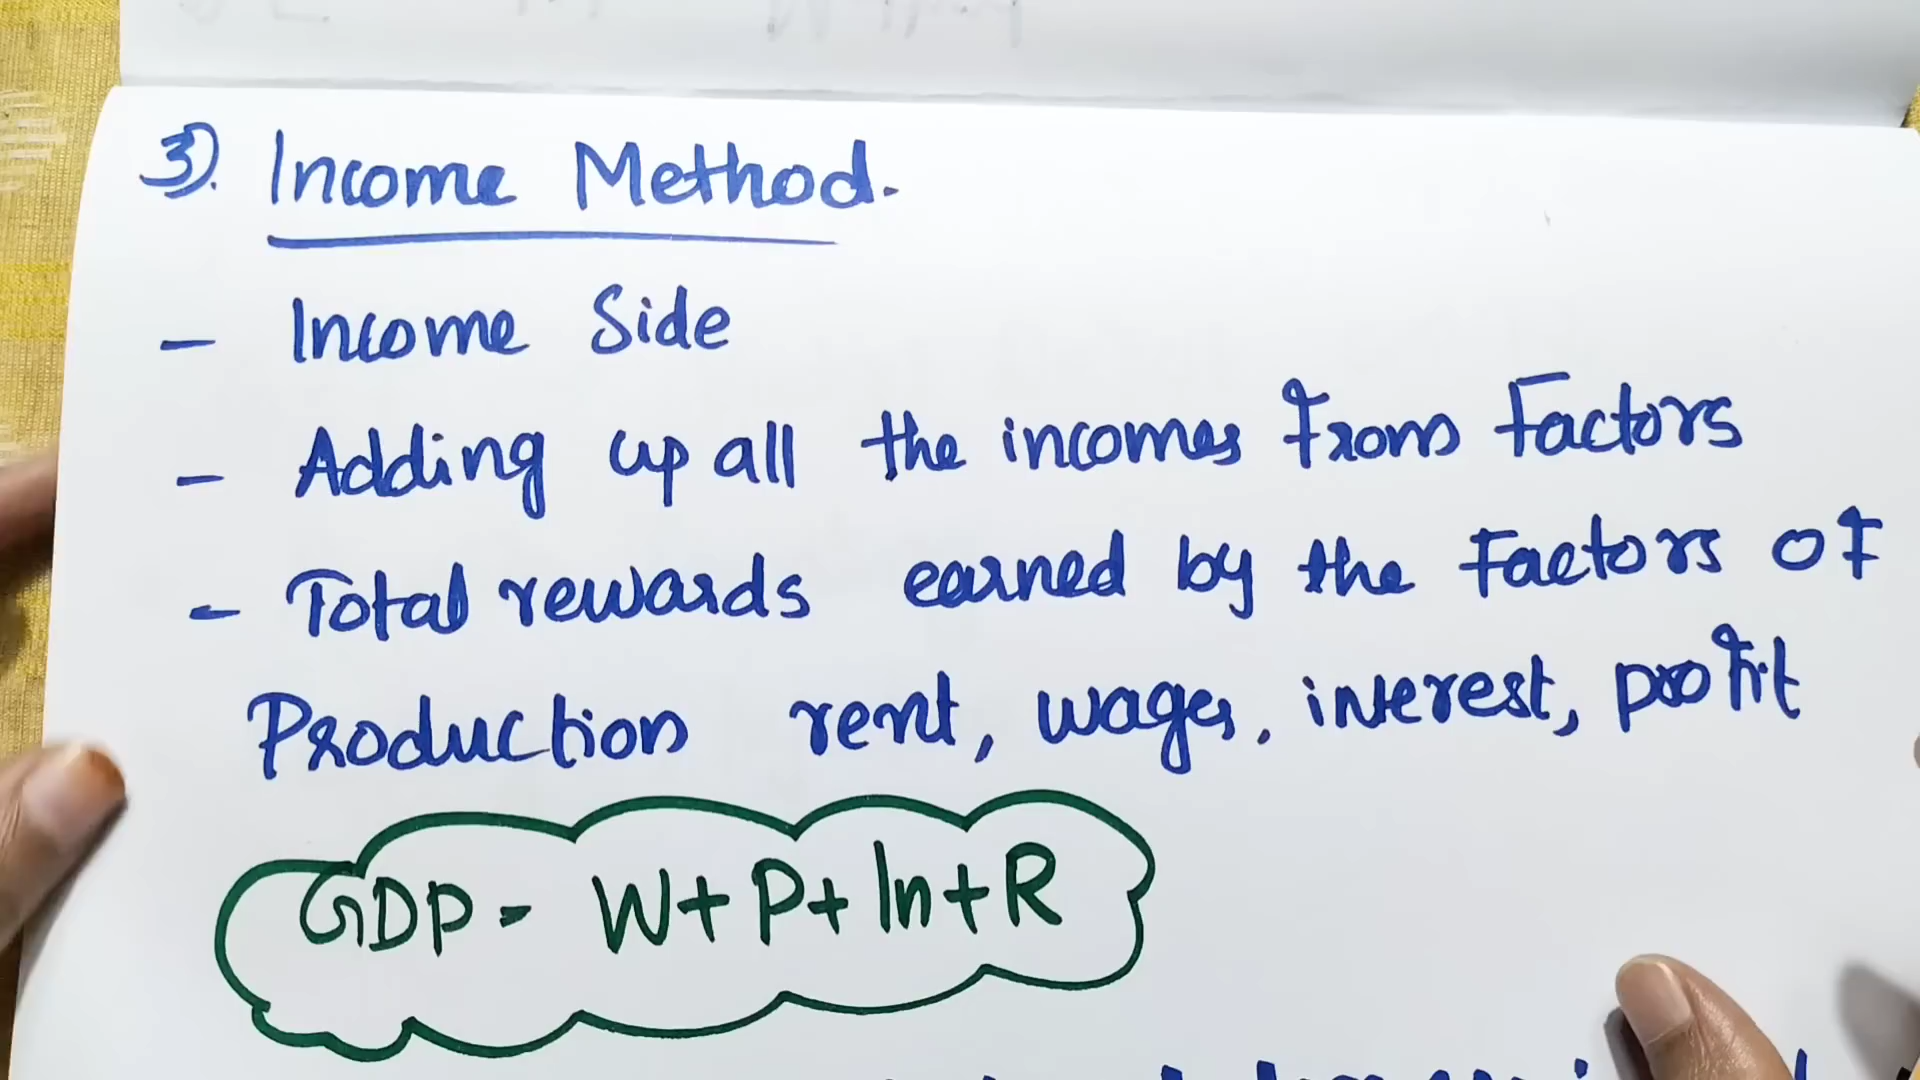 3). Income Method.
- Income Side
- Adding up all the incomes from Factors
- Total rewards earned by the Factors of
Production rent, wages, interest, profit
GDP = W+P+In+R